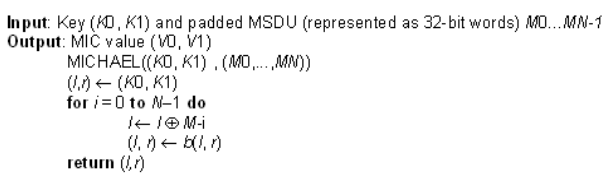 Input: Key (K0, K1) and padded MSDU (represented as 32-bit words) M0...MN-1
Output: MIC value (V0, V1)
MICHAEL((K0, K1) , (M0,...,MN))
(l,r) ← (K0, K1)
for i = 0 to N–1 do
l ← l ⊕ M-i
(l, r) ← b(l, r)
return (l,r)